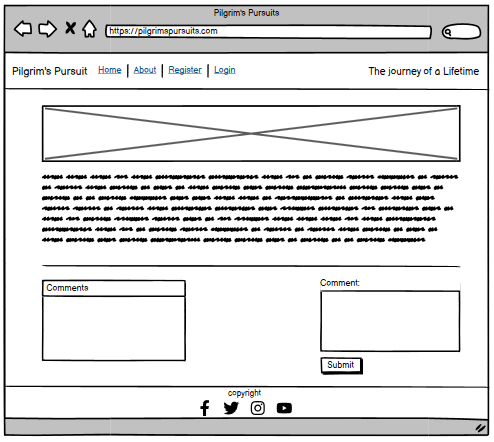 Pilgrim's Pursuits
https://pilgrimspursuits.com
Pilgrim's Pursuit Home About Register Login The journey of a Lifetime
Comments
Comment:
Submit
copyright